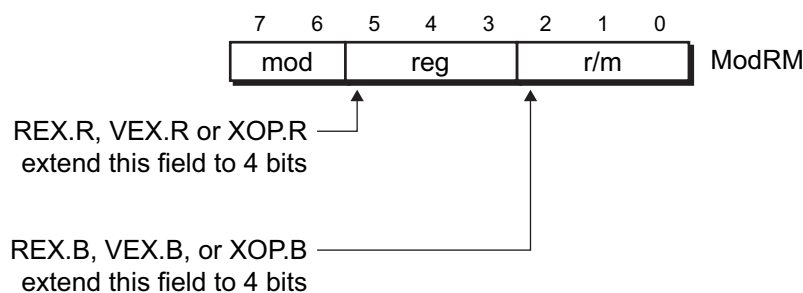 7 6 5 4 3 2 1 0
mod reg r/m ModRM
REX.R, VEX.R or XOP.R
extend this field to 4 bits
REX.B, VEX.B, or XOP.B
extend this field to 4 bits